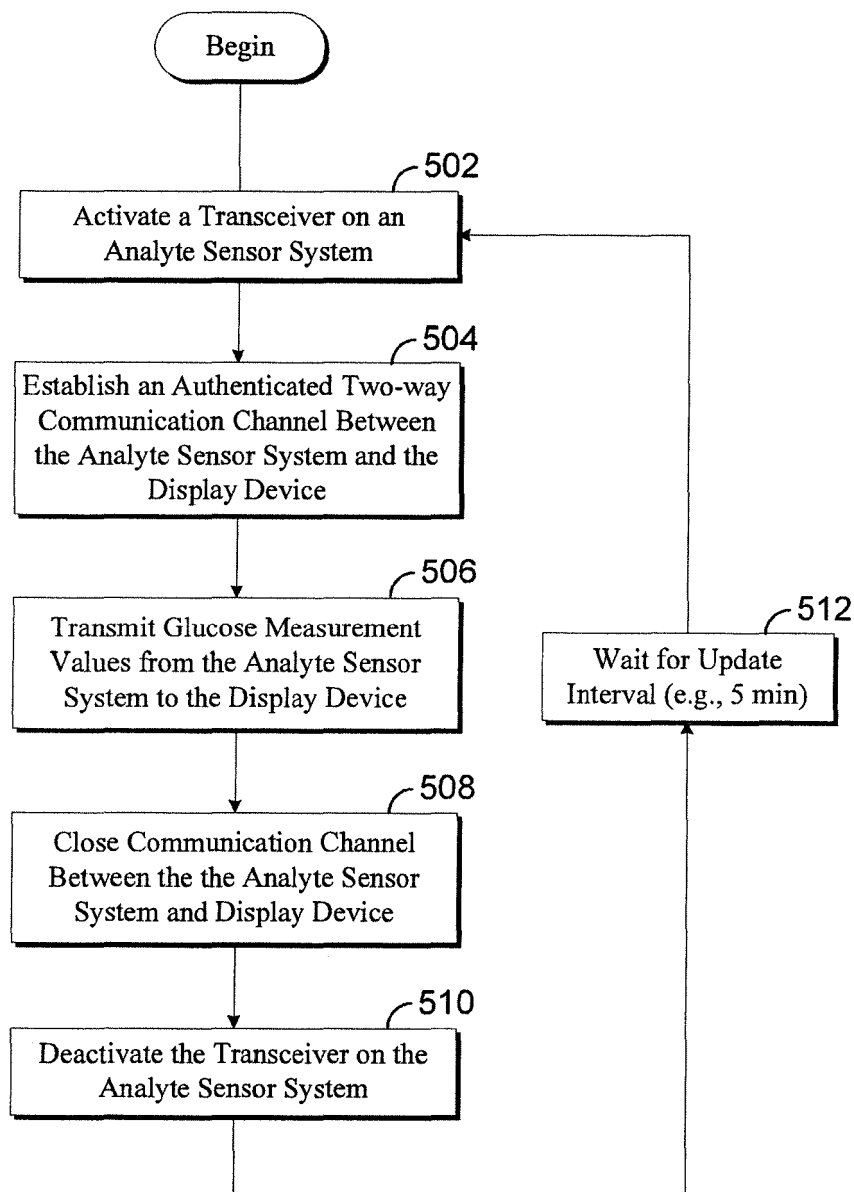 Begin
502
Activate a Transceiver on an
Analyte Sensor System
504
Establish an Authenticated Two-way
Communication Channel Between
the Analyte Sensor System and the
Display Device
506
Transmit Glucose Measurement
Values from the Analyte Sensor
System to the Display Device
512
Wait for Update
Interval (e.g., 5 min)
508
Close Communication Channel
Between the the Analyte Sensor
System and Display Device
510
Deactivate the Transceiver on the
Analyte Sensor System